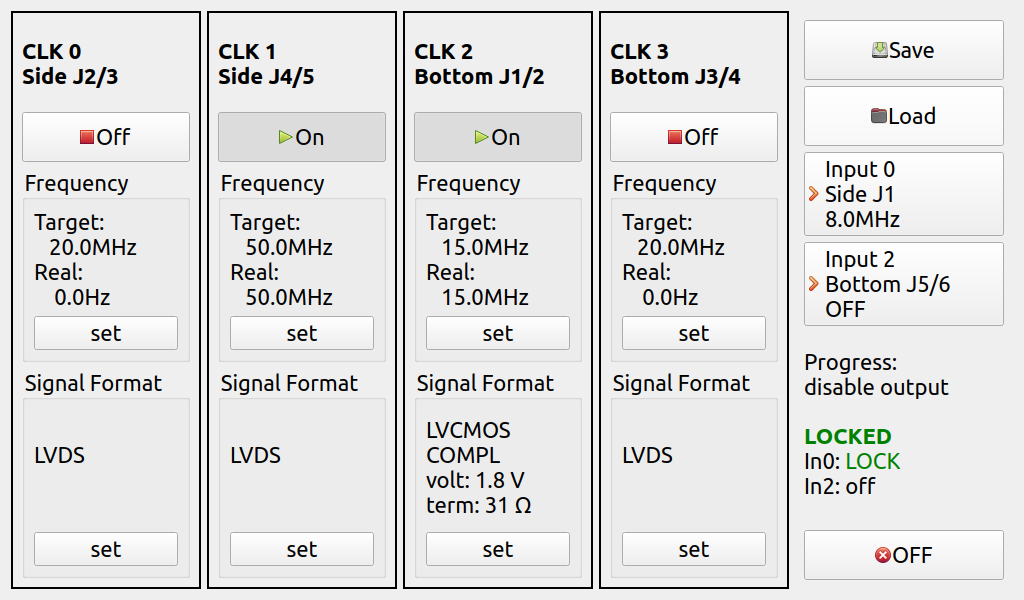 CLK 0
Side J2/3
Off
Frequency
Target:
20.0MHz
Real:
0.0Hz
set
Signal Format
LVDS
set
CLK 1
Side J4/5
On
Frequency
Target:
50.0MHz
Real:
50.0MHz
set
Signal Format
LVDS
set
CLK 2
Bottom J1/2
On
Frequency
Target:
15.0MHz
Real:
15.0MHz
set
Signal Format
LVCMOS
COMPL
volt: 1.8 V
term: 31 Ω
set
CLK 3
Bottom J3/4
Off
Frequency
Target:
20.0MHz
Real:
0.0Hz
set
Signal Format
LVDS
set
Save
Load
Input 0
Side J1
8.0MHz
Input 2
Bottom J5/6
OFF
Progress:
disable output
LOCKED
In0: LOCK
In2: off
OFF